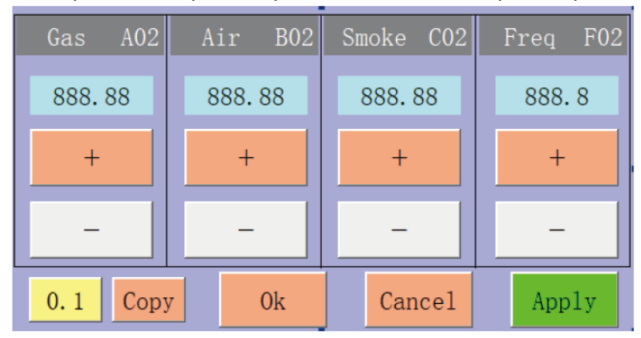 Gas A02 Air B02 Smoke C02 Freq F02
888.88 888.88 888.88 888.8
+ + + +
− − − −
0.1 Copy Ok Cancel Apply